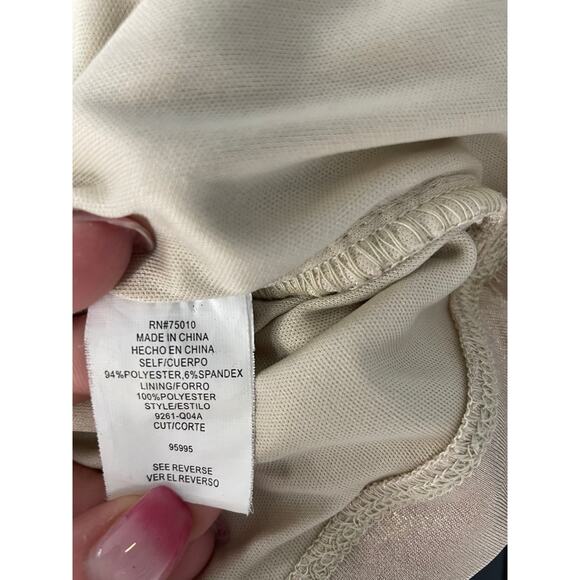 RN#75010
MADE IN CHINA
HECHO EN CHINA
SELF/CUERPO
94%POLYESTER,6%SPANDEX
LINING/FORRO
100%POLYESTER
STYLE/ESTILO
9261-Q04A
CUT/CORTE
95995
SEE REVERSE
VER EL REVERSO